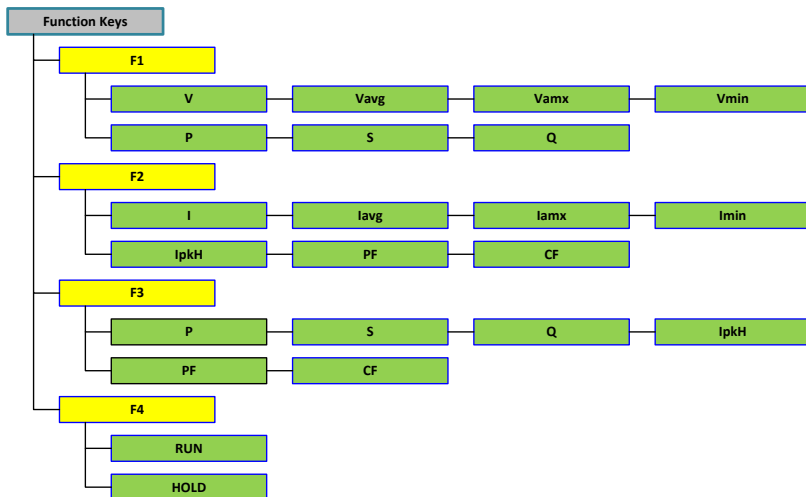 Function Keys
F1
V Vavg Vamx Vmin
P S Q
F2
I Iavg Iamx Imin
IpkH PF CF
F3
P S Q IpkH
PF CF
F4
RUN
HOLD